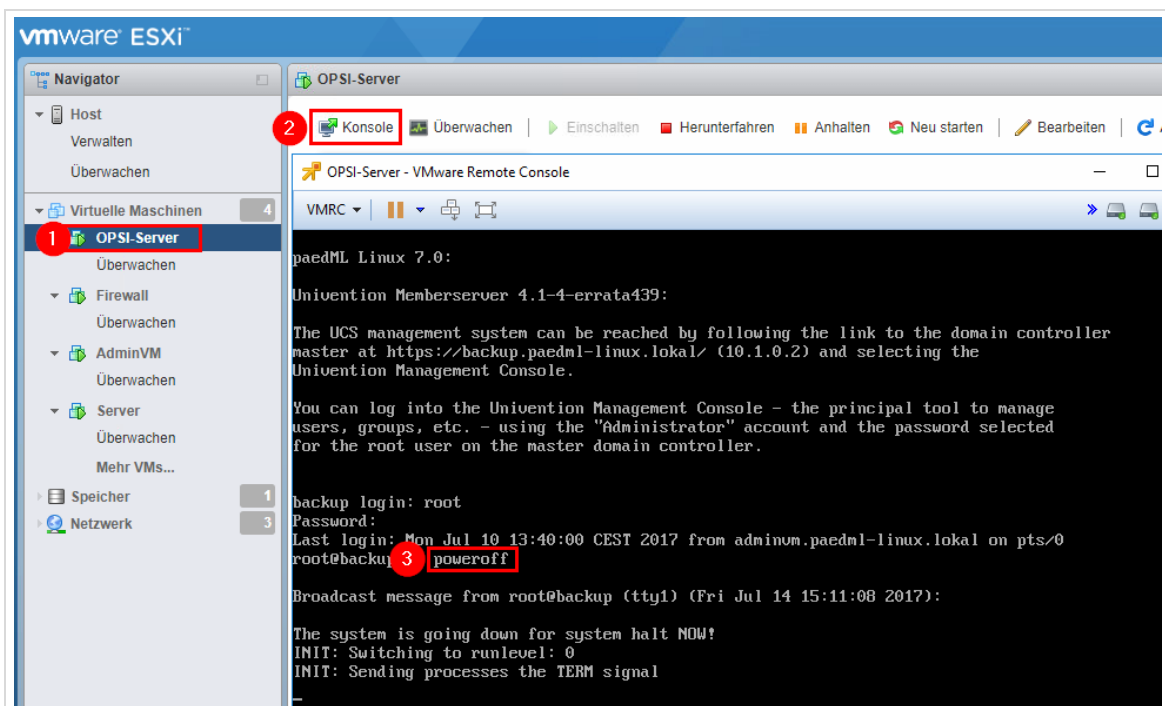 vmware ESXi™
Navigator
Host
Verwalten
Überwachen
Virtuelle Maschinen 4
1 OPSI-Server
Überwachen
Firewall
Überwachen
AdminVM
Überwachen
Server
Überwachen
Mehr VMs...
Speicher 1
Netzwerk 3
OPSI-Server
2 Konsole Überwachen Einschalten Herunterfahren Anhalten Neu starten Bearbeiten
OPSI-Server - VMware Remote Console
VMRC
paedML Linux 7.0:
Univention Memberserver 4.1-4-errata439:
The UCS management system can be reached by following the link to the domain controller
master at https://backup.paedml-linux.lokal/ (10.1.0.2) and selecting the
Univention Management Console.
You can log into the Univention Management Console - the principal tool to manage
users, groups, etc. - using the "Administrator" account and the password selected
for the root user on the master domain controller.
backup login: root
Password:
Last login: Mon Jul 10 13:40:00 CEST 2017 from adminvm.paedml-linux.lokal on pts/0
root@backup 3 poweroff
Broadcast message from root@backup (tty1) (Fri Jul 14 15:11:08 2017):
The system is going down for system halt NOW!
INIT: Switching to runlevel: 0
INIT: Sending processes the TERM signal